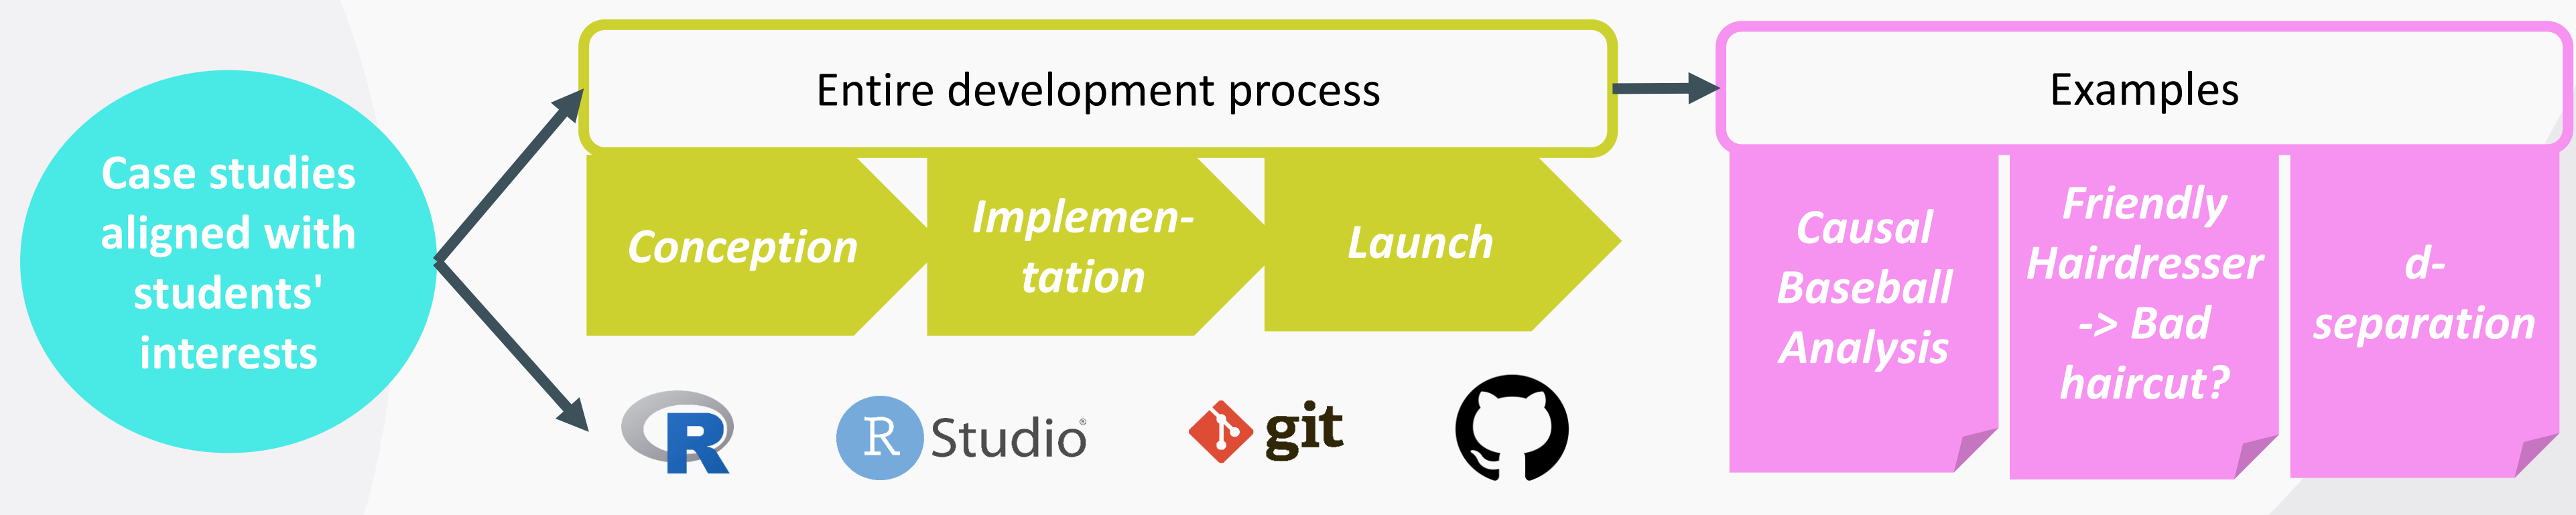 Case studies
aligned with
students'
interests
Entire development process
Conception
Implemen-
tation
Launch
R
R Studio®
git
Examples
Causal
Baseball
Analysis
Friendly
Hairdresser
-> Bad
haircut?
d-
separation